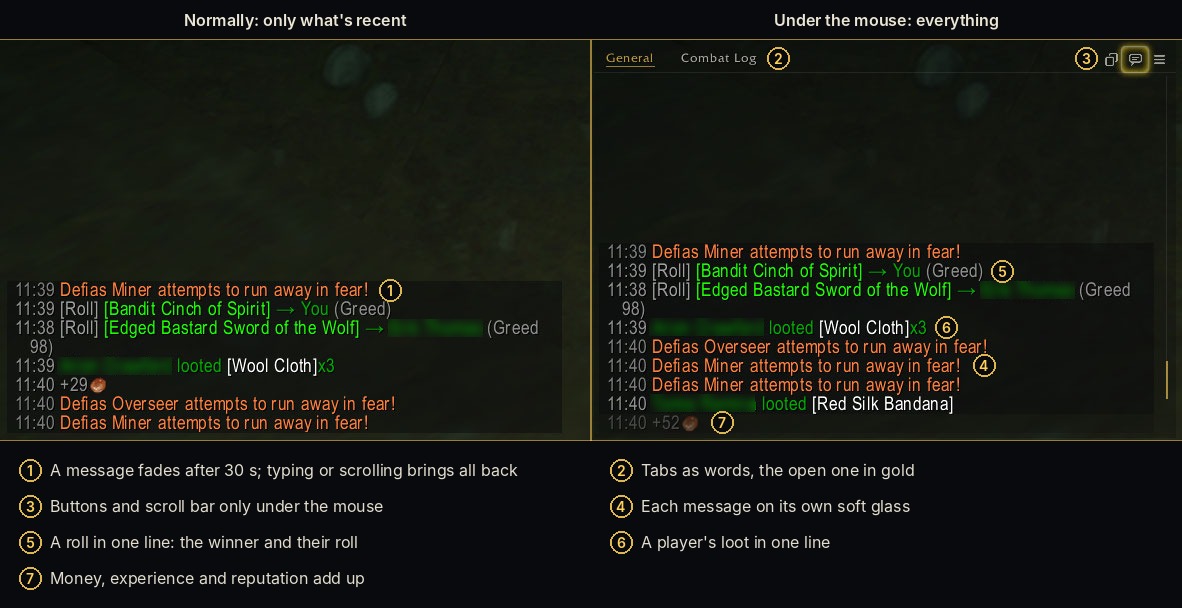 Normally: only what's recent
Under the mouse: everything
11:39 Defias Miner attempts to run away in fear! 1
11:39 [Roll] [Bandit Cinch of Spirit] → You (Greed)
11:38 [Roll] [Edged Bastard Sword of the Wolf] → (Greed
98)
11:39 looted [Wool Cloth]x3
11:40 +29
11:40 Defias Overseer attempts to run away in fear!
11:40 Defias Miner attempts to run away in fear!
General Combat Log 2 3
11:39 Defias Miner attempts to run away in fear!
11:39 [Roll] [Bandit Cinch of Spirit] → You (Greed) 5
11:38 [Roll] [Edged Bastard Sword of the Wolf] → (Greed
98)
11:39 looted [Wool Cloth]x3 6
11:40 Defias Overseer attempts to run away in fear!
11:40 Defias Miner attempts to run away in fear! 4
11:40 Defias Miner attempts to run away in fear!
11:40 looted [Red Silk Bandana]
11:40 +52 7
1 A message fades after 30 s; typing or scrolling brings all back
2 Tabs as words, the open one in gold
3 Buttons and scroll bar only under the mouse
4 Each message on its own soft glass
5 A roll in one line: the winner and their roll
6 A player's loot in one line
7 Money, experience and reputation add up